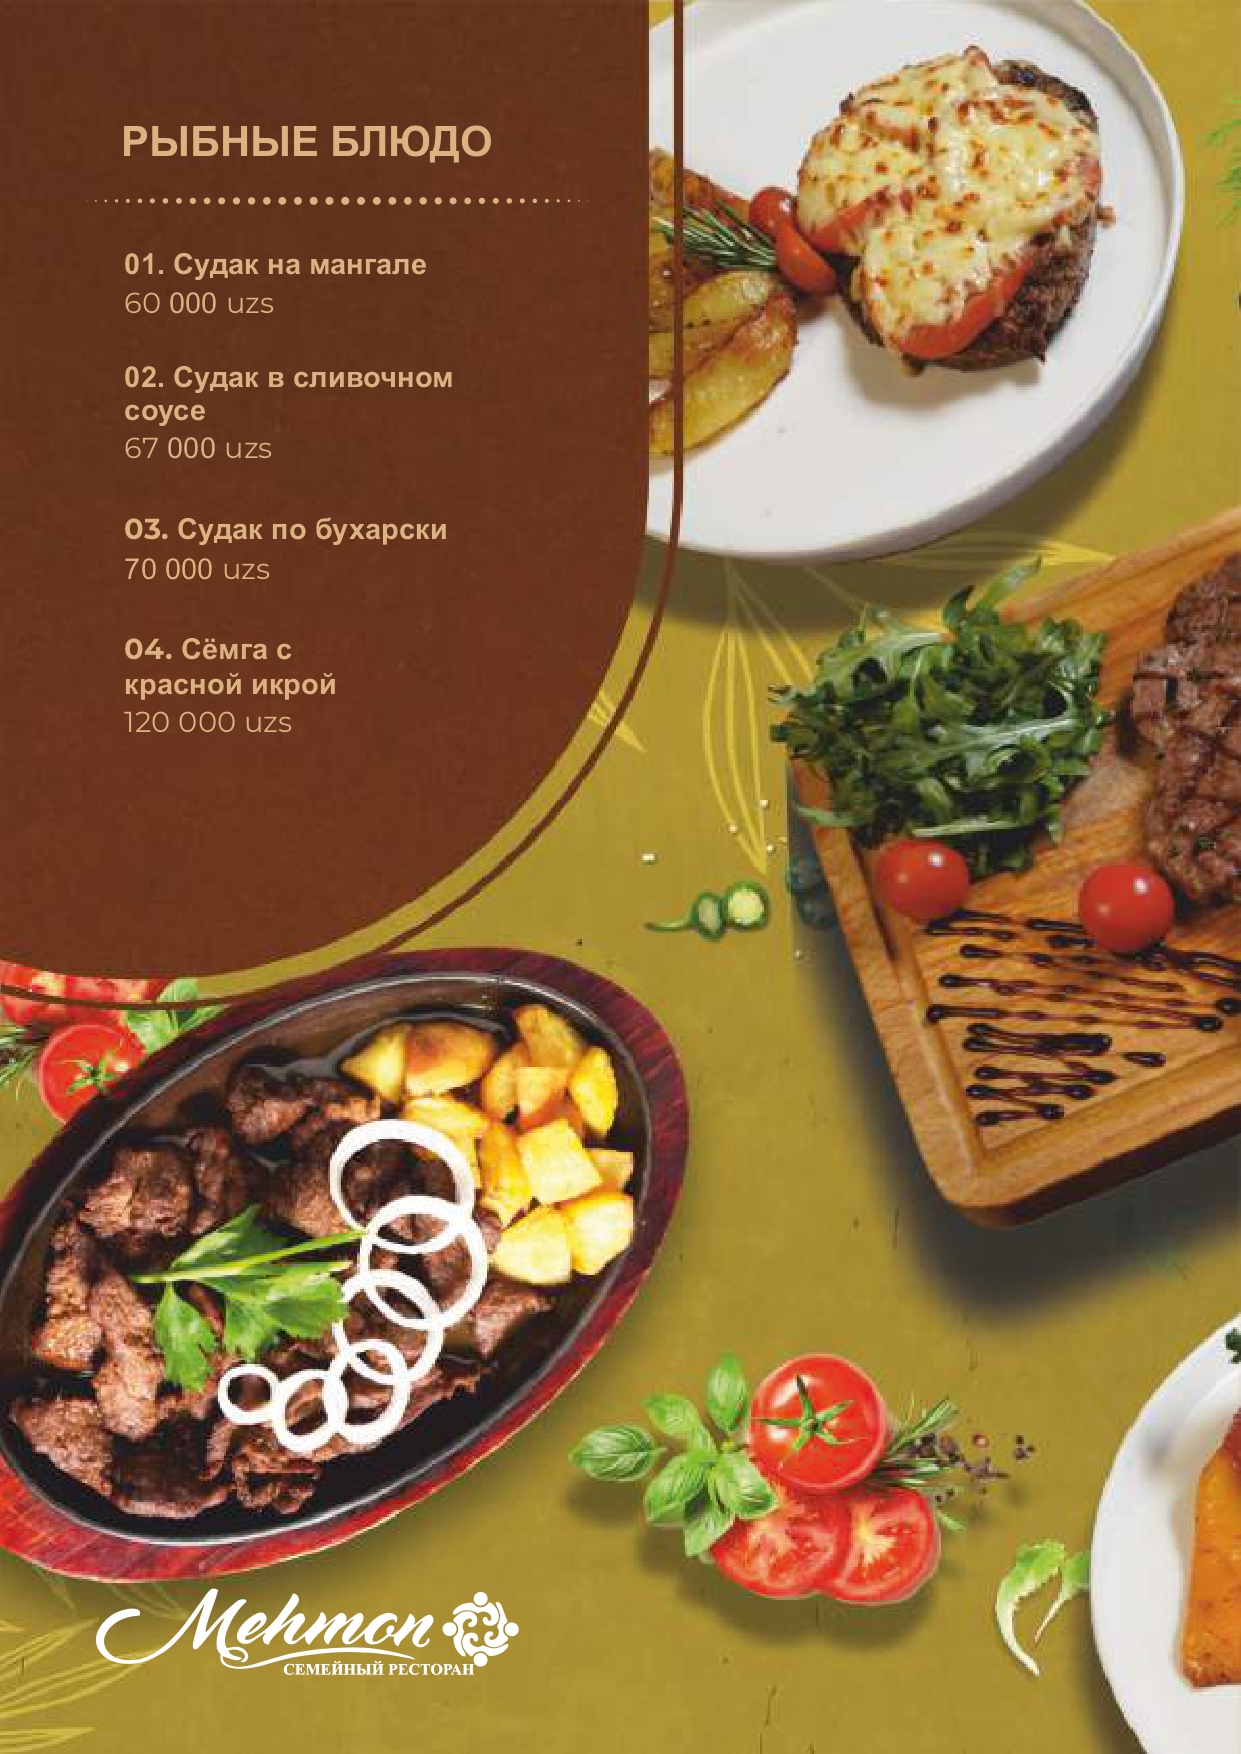 РЫБНЫЕ БЛЮДО
01. Судак на мангале
60 000 uzs
02. Судак в сливочном
соусе
67 000 uzs
03. Судак по бухарски
70 000 uzs
04. Сёмга с
красной икрой
120 000 uzs
Mehmon
СЕМЕЙНЫЙ РЕСТОРАН